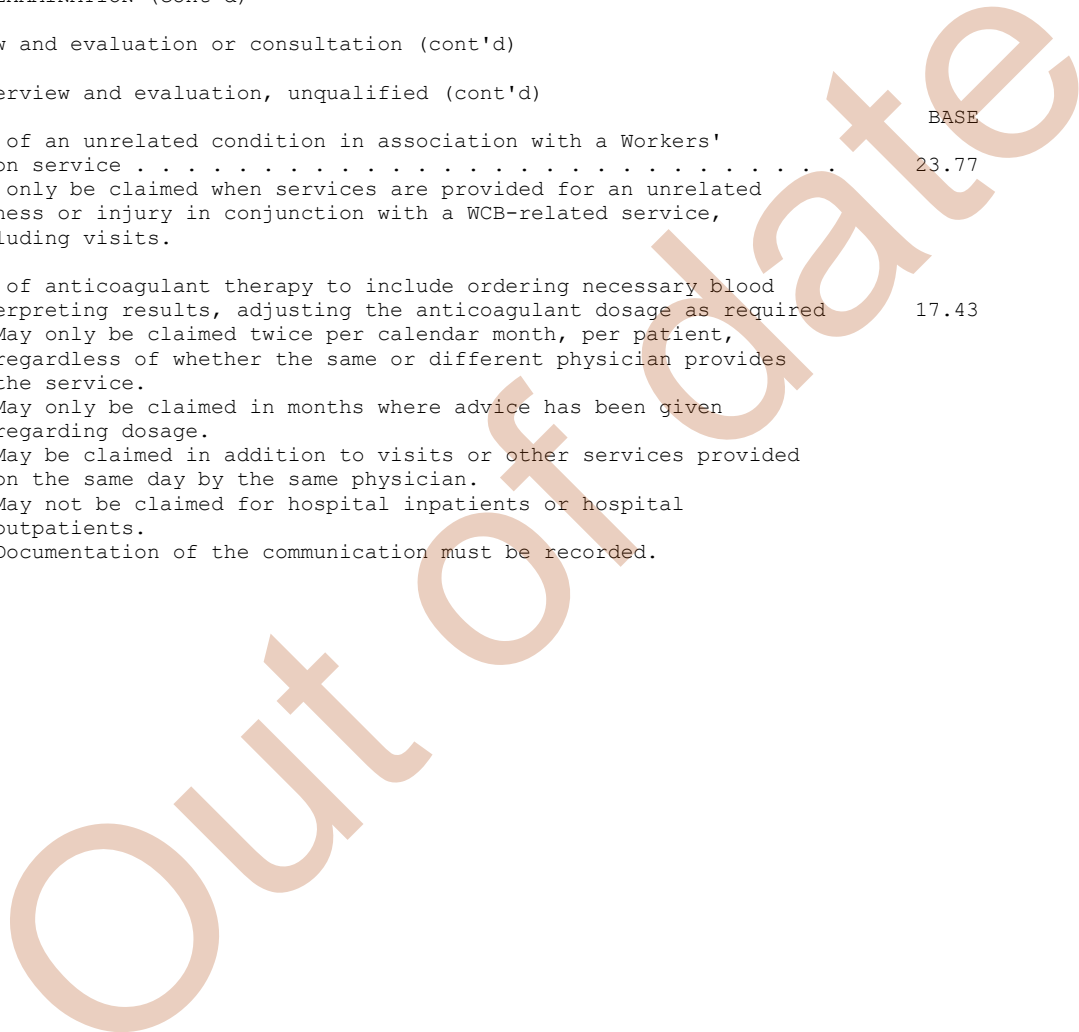 (cont'd)
and evaluation or consultation (cont'd)
and evaluation, unqualified (cont'd)
BASE
of an unrelated condition in association with a Workers'
service . . . . . . . . . . . . . . . . . . . . . . . . . . . . 23.77
only be claimed when services are provided for an unrelated
or injury in conjunction with a WCB-related service,
visits.
of anticoagulant therapy to include ordering necessary blood
results, adjusting the anticoagulant dosage as required 17.43
May only be claimed twice per calendar month, per patient,
regardless of whether the same or different physician provides
the service.
May only be claimed in months where advice has been given
regarding dosage.
May be claimed in addition to visits or other services provided
on the same day by the same physician.
May not be claimed for hospital inpatients or hospital
outpatients.
Documentation of the communication must be recorded.
Out of date